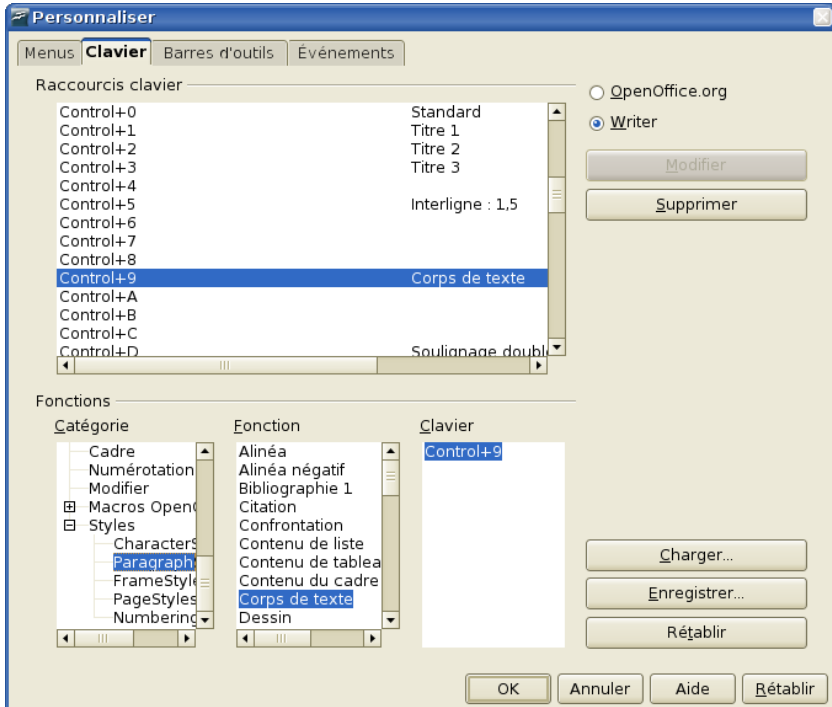 Personnaliser
Menus Clavier Barres d'outils Événements
Raccourcis clavier
Control+0 Standard
Control+1 Titre 1
Control+2 Titre 2
Control+3 Titre 3
Control+4
Control+5 Interligne : 1,5
Control+6
Control+7
Control+8
Control+9 Corps de texte
Control+A
Control+B
Control+C
Control+D Soulignage double
OpenOffice.org
Writer
Modifier
Supprimer
Fonctions
Catégorie
Cadre
Numérotation
Modifier
Macros Open
Styles
CharacterS
Paragraph
FrameStyle
PageStyles
Numbering
Fonction
Alinéa
Alinéa négatif
Bibliographie 1
Citation
Confrontation
Contenu de liste
Contenu de tablea
Contenu du cadre
Corps de texte
Dessin
Clavier
Control+9
Charger...
Enregistrer...
Rétablir
OK Annuler Aide Rétablir